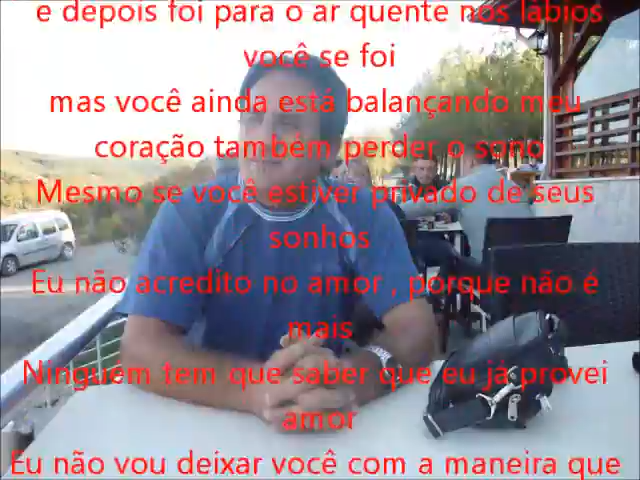 e depois foi para o ar quente nos lábios
você se foi
mas você ainda está balançando meu
coração também perder o sono
Mesmo se você estiver privado de seus
sonhos
Eu não acredito no amor , porque não é
mais
Ninguém tem que saber que eu já provei
amor
Eu não vou deixar você com a maneira que